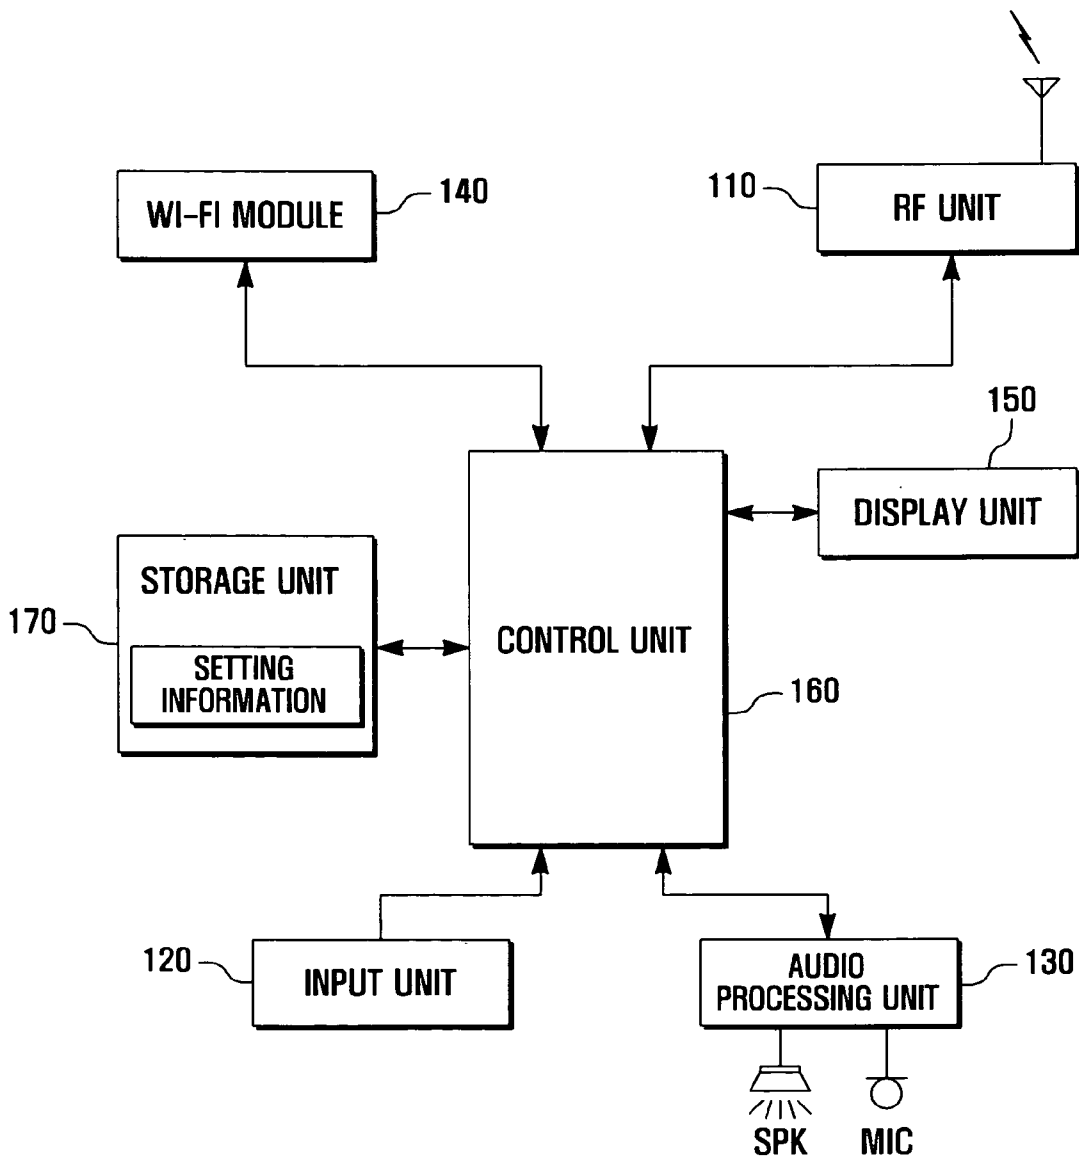 WI-FI MODULE
140
110
RF UNIT
150
DISPLAY UNIT
STORAGE UNIT
170
SETTING
INFORMATION
CONTROL UNIT
160
120
INPUT UNIT
AUDIO
PROCESSING UNIT
130
SPK
MIC